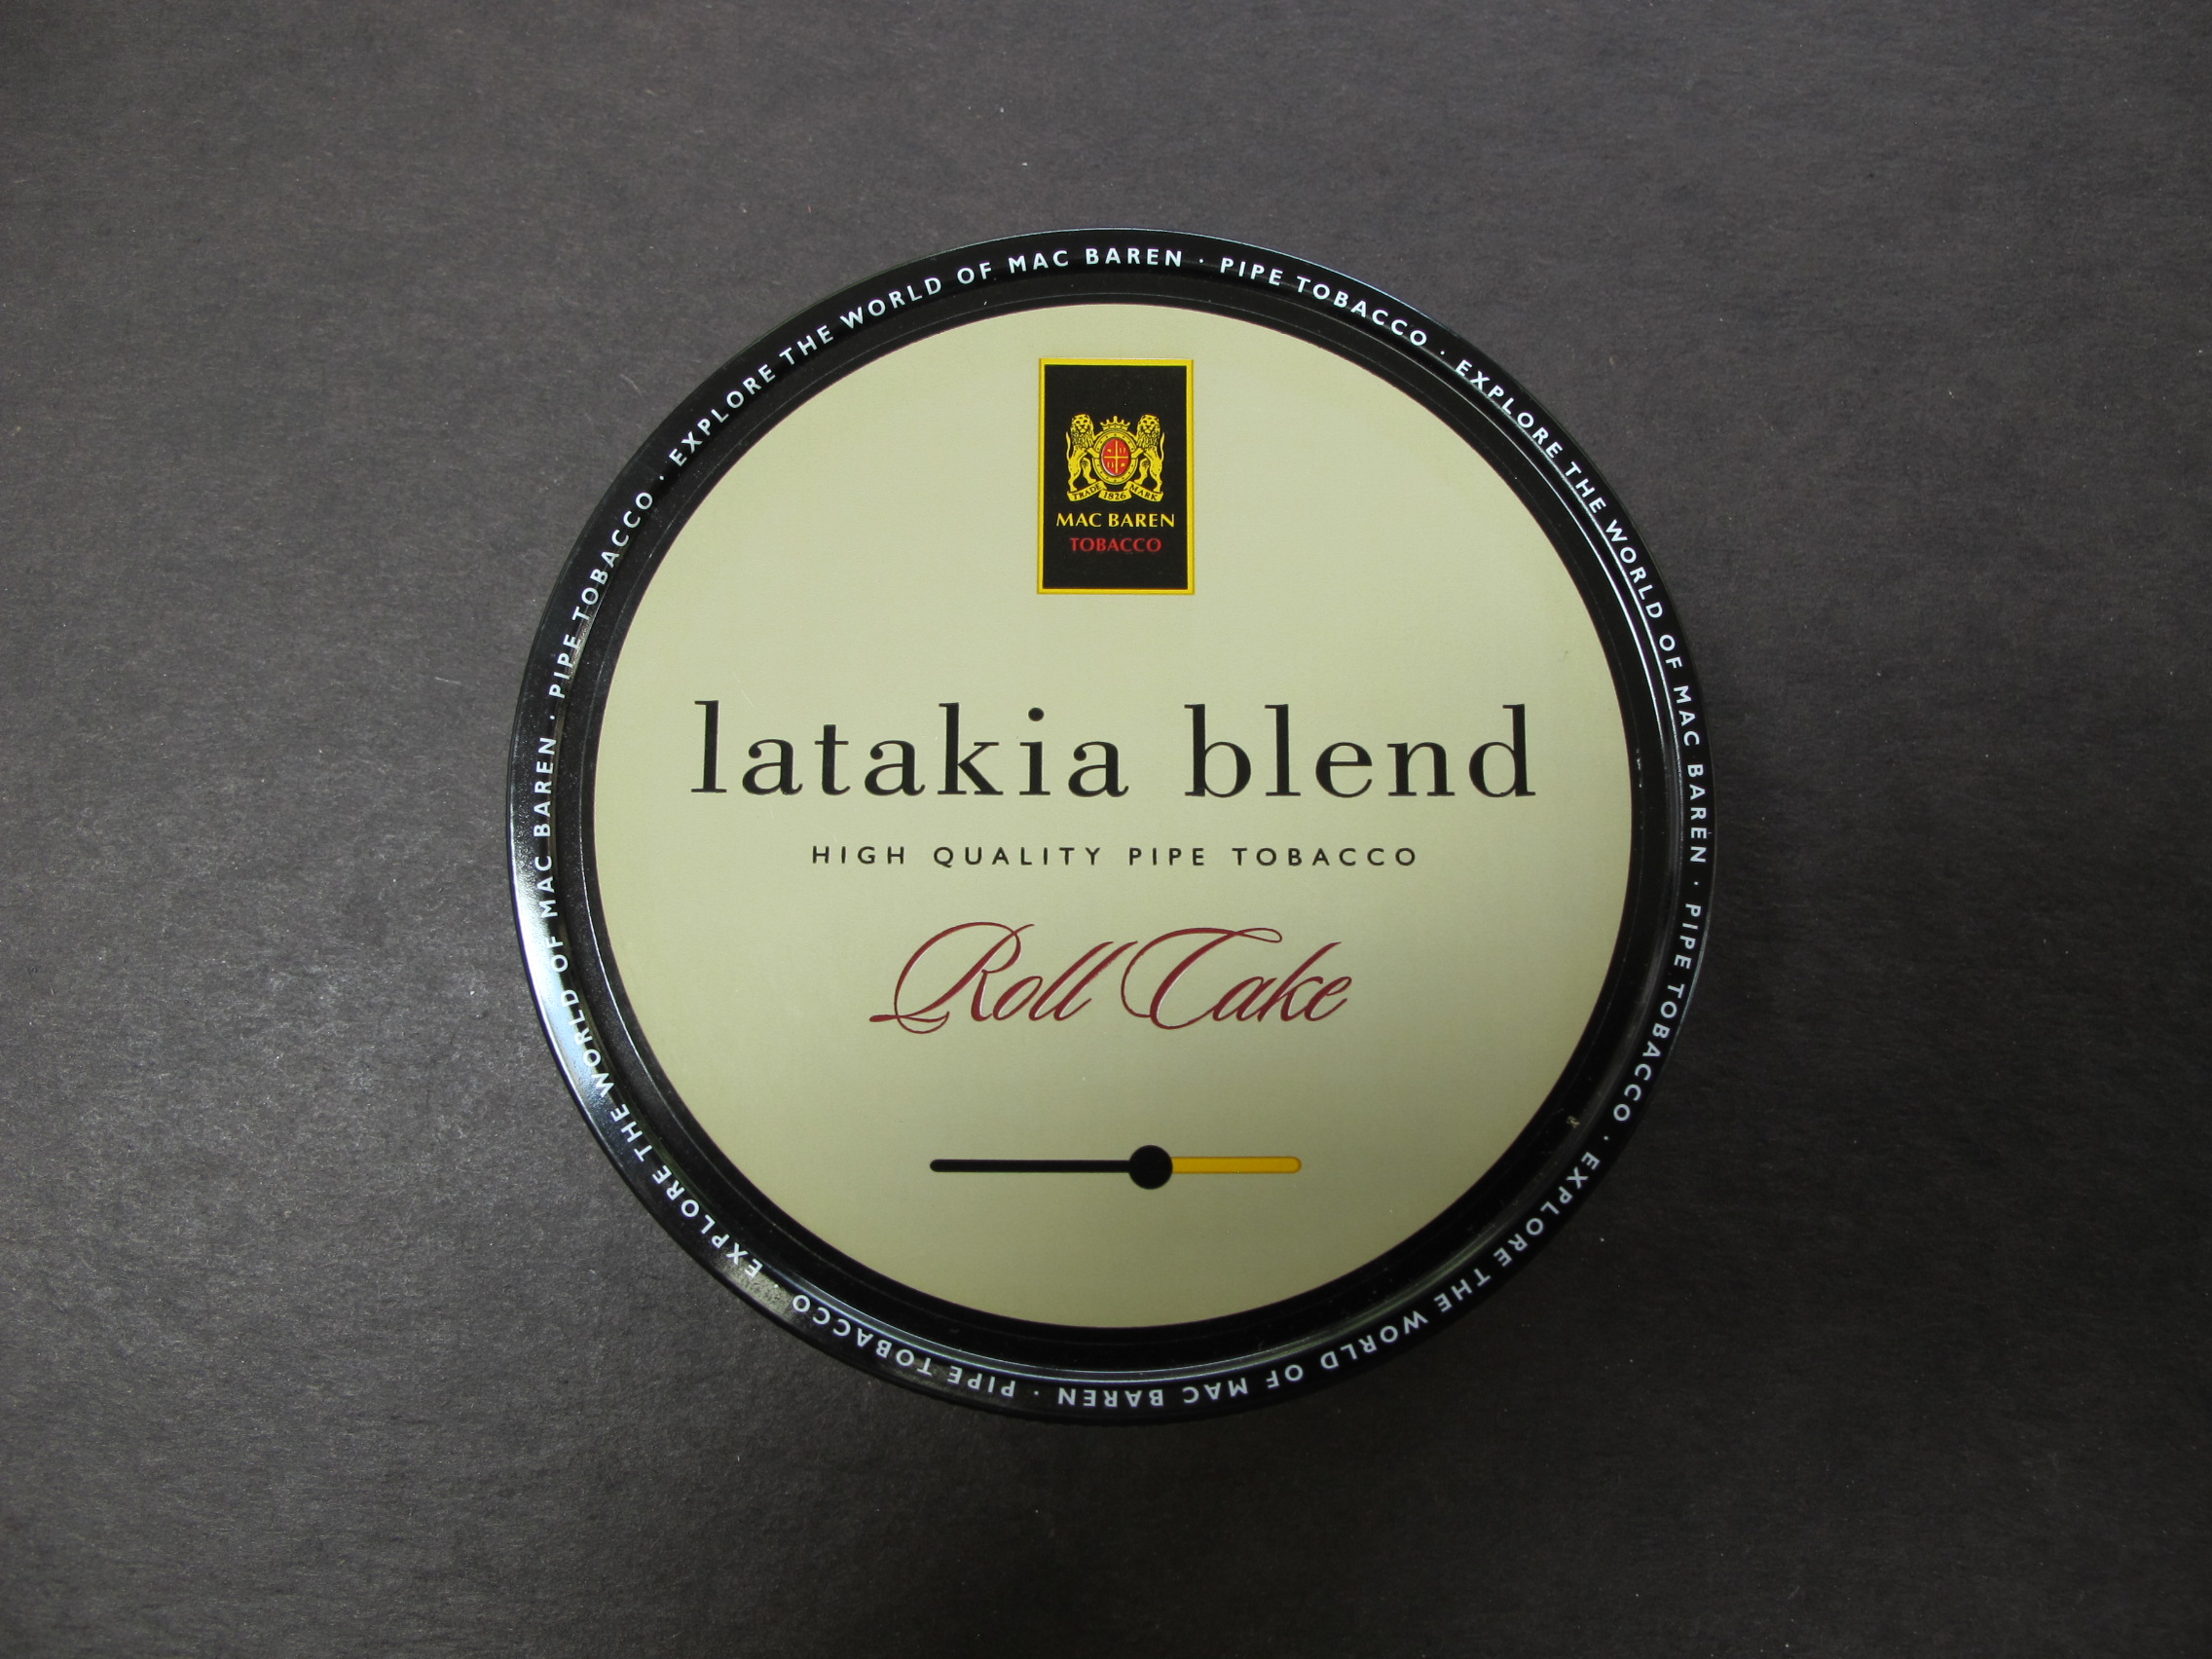 EXPLORE THE WORLD OF MAC BAREN · PIPE TOBACCO · EXPLORE THE WORLD OF MAC BAREN · PIPE TOBACCO · EXPLORE THE WORLD OF MAC BAREN · PIPE TOBACCO · EXPLORE THE WORLD OF MAC BAREN · PIPE TOBACCO ·
TRADE 1826 MARK
MAC BAREN
TOBACCO
latakia blend
HIGH QUALITY PIPE TOBACCO
Roll Cake